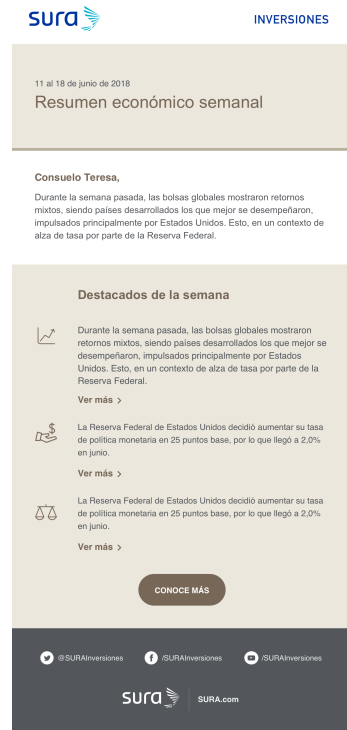 sura INVERSIONES
11 al 18 de junio de 2018
Resumen económico semanal
Consuelo Teresa,
Durante la semana pasada, las bolsas globales mostraron retornos
mixtos, siendo países desarrollados los que mejor se desempeñaron,
impulsados principalmente por Estados Unidos. Esto, en un contexto de
alza de tasa por parte de la Reserva Federal.
Destacados de la semana
Durante la semana pasada, las bolsas globales mostraron
retornos mixtos, siendo países desarrollados los que mejor se
desempeñaron, impulsados principalmente por Estados
Unidos. Esto, en un contexto de alza de tasa por parte de la
Reserva Federal.
Ver más >
La Reserva Federal de Estados Unidos decidió aumentar su tasa
de política monetaria en 25 puntos base, por lo que llegó a 2,0%
en junio.
Ver más >
La Reserva Federal de Estados Unidos decidió aumentar su tasa
de política monetaria en 25 puntos base, por lo que llegó a 2,0%
en junio.
Ver más >
CONOCE MÁS
@SURAInversiones /SURAInversiones /SURAInversiones
sura SURA.com